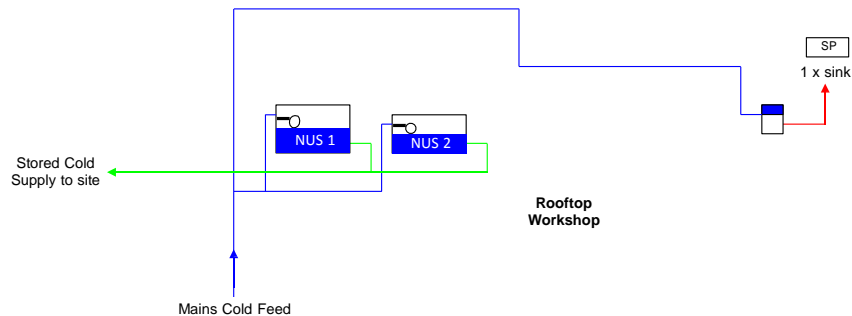 SP
1 x sink
NUS 1
NUS 2
Stored Cold
Supply to site
Rooftop
Workshop
Mains Cold Feed